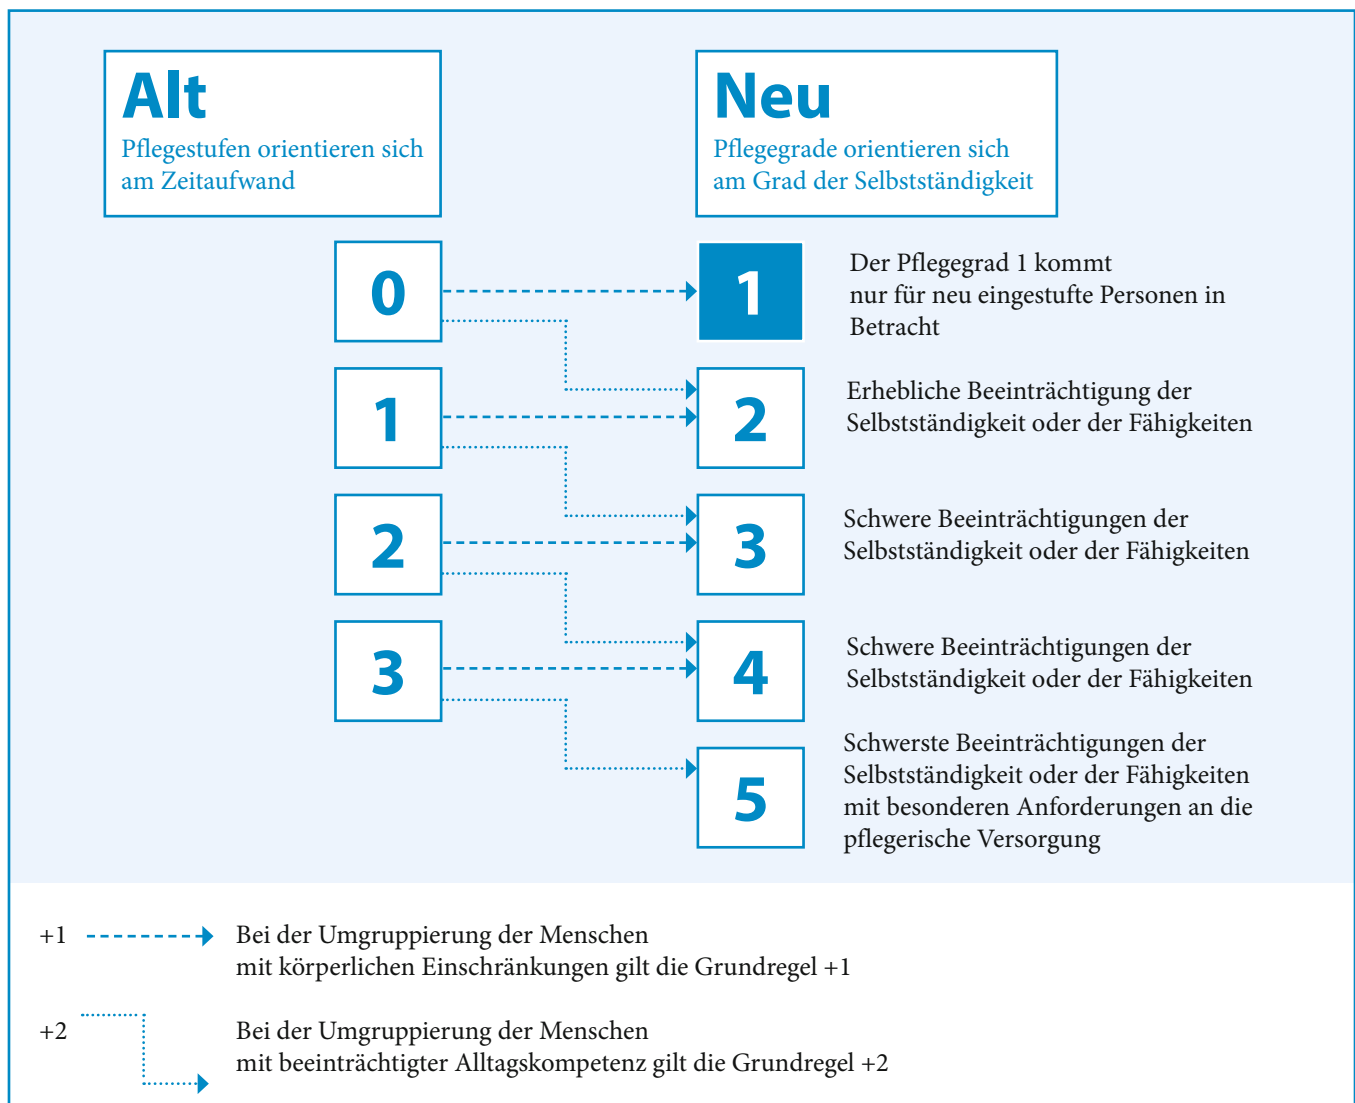 Alt
Pflegestufen orientieren sich
am Zeitaufwand
Neu
Pflegegrade orientieren sich
am Grad der Selbstständigkeit
0
1
Der Pflegegrad 1 kommt
nur für neu eingestufte Personen in
Betracht
1
2
Erhebliche Beeinträchtigung der
Selbstständigkeit oder der Fähigkeiten
2
3
Schwere Beeinträchtigungen der
Selbstständigkeit oder der Fähigkeiten
3
4
Schwere Beeinträchtigungen der
Selbstständigkeit oder der Fähigkeiten
5
Schwerste Beeinträchtigungen der
Selbstständigkeit oder der Fähigkeiten
mit besonderen Anforderungen an die
pflegerische Versorgung
+1
Bei der Umgruppierung der Menschen
mit körperlichen Einschränkungen gilt die Grundregel +1
+2
Bei der Umgruppierung der Menschen
mit beeinträchtigter Alltagskompetenz gilt die Grundregel +2